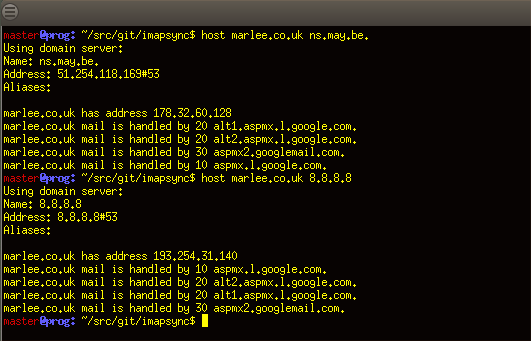 master@prog: ~/src/git/imapsync$ host marlee.co.uk ns.may.be.
Using domain server:
Name: ns.may.be.
Address: 51.254.118.169#53
Aliases:
marlee.co.uk has address 178.32.60.128
marlee.co.uk mail is handled by 20 alt1.aspmx.l.google.com.
marlee.co.uk mail is handled by 20 alt2.aspmx.l.google.com.
marlee.co.uk mail is handled by 30 aspmx2.googlemail.com.
marlee.co.uk mail is handled by 10 aspmx.l.google.com.
master@prog: ~/src/git/imapsync$ host marlee.co.uk 8.8.8.8
Using domain server:
Name: 8.8.8.8
Address: 8.8.8.8#53
Aliases:
marlee.co.uk has address 193.254.31.140
marlee.co.uk mail is handled by 10 aspmx.l.google.com.
marlee.co.uk mail is handled by 20 alt2.aspmx.l.google.com.
marlee.co.uk mail is handled by 20 alt1.aspmx.l.google.com.
marlee.co.uk mail is handled by 30 aspmx2.googlemail.com.
master@prog: ~/src/git/imapsync$